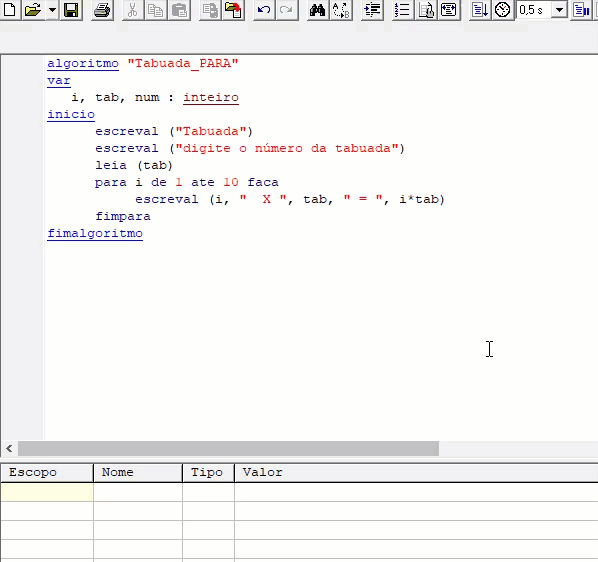 0,5 s
algoritmo "Tabuada_PARA"
var
i, tab, num : inteiro
inicio
escreval ("Tabuada")
escreval ("digite o número da tabuada")
leia (tab)
para i de 1 ate 10 faca
escreval (i, "  X ", tab, " = ", i*tab)
fimpara
fimalgoritmo
Escopo Nome Tipo Valor